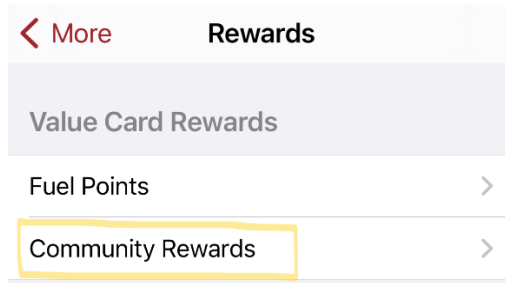 More Rewards
Value Card Rewards
Fuel Points
Community Rewards